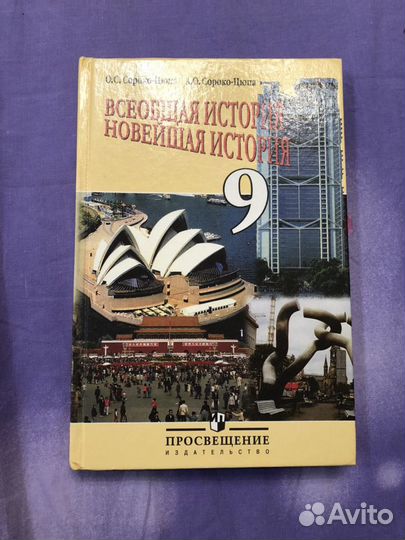 О.С. Сороко-Цюпа А.О. Сороко-Цюпа
ВСЕОБЩАЯ ИСТОРИЯ
НОВЕЙШАЯ ИСТОРИЯ
9
ПРОСВЕЩЕНИЕ
ИЗДАТЕЛЬСТВО
Avito